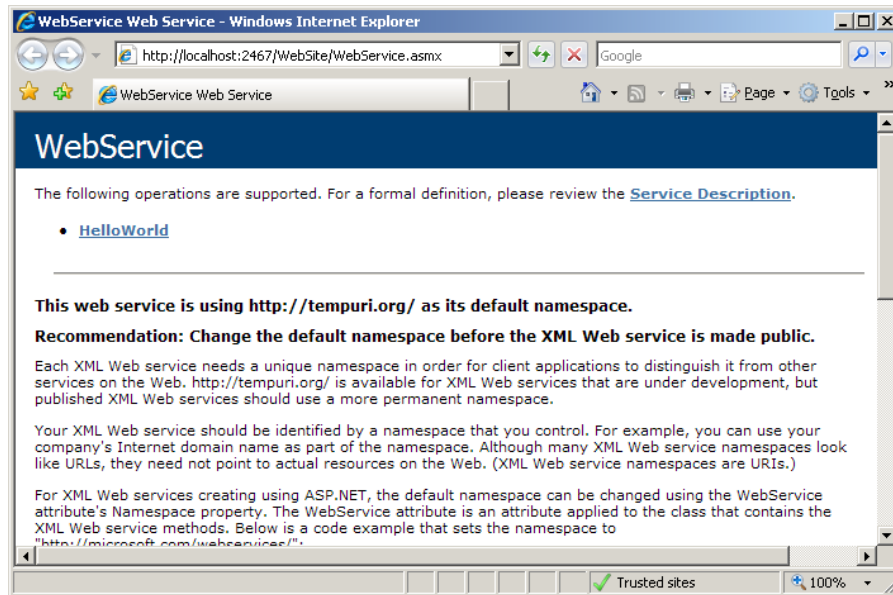 WebService Web Service - Windows Internet Explorer
http://localhost:2467/WebSite/WebService.asmx
Google
WebService Web Service
Page
Tools
»
WebService
The following operations are supported. For a formal definition, please review the Service Description.
• HelloWorld
This web service is using http://tempuri.org/ as its default namespace.
Recommendation: Change the default namespace before the XML Web service is made public.
Each XML Web service needs a unique namespace in order for client applications to distinguish it from other
services on the Web. http://tempuri.org/ is available for XML Web services that are under development, but
published XML Web services should use a more permanent namespace.
Your XML Web service should be identified by a namespace that you control. For example, you can use your
company's Internet domain name as part of the namespace. Although many XML Web service namespaces look
like URLs, they need not point to actual resources on the Web. (XML Web service namespaces are URIs.)
For XML Web services creating using ASP.NET, the default namespace can be changed using the WebService
attribute's Namespace property. The WebService attribute is an attribute applied to the class that contains the
XML Web service methods. Below is a code example that sets the namespace to
"http://microsoft.com/webservices/":
Trusted sites
100%